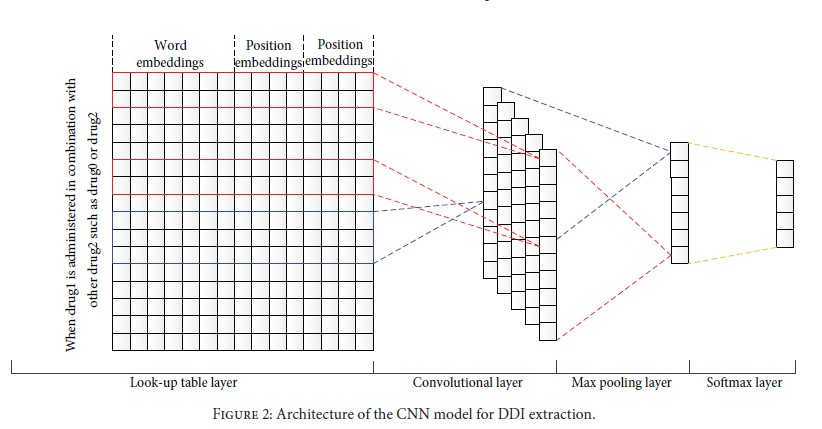 Word embeddings
Position embeddings
Position embeddings
When drug1 is administered in combination with
other drug2 such as drug0 or drug2
Look-up table layer
Convolutional layer
Max pooling layer
Softmax layer
FIGURE 2: Architecture of the CNN model for DDI extraction.